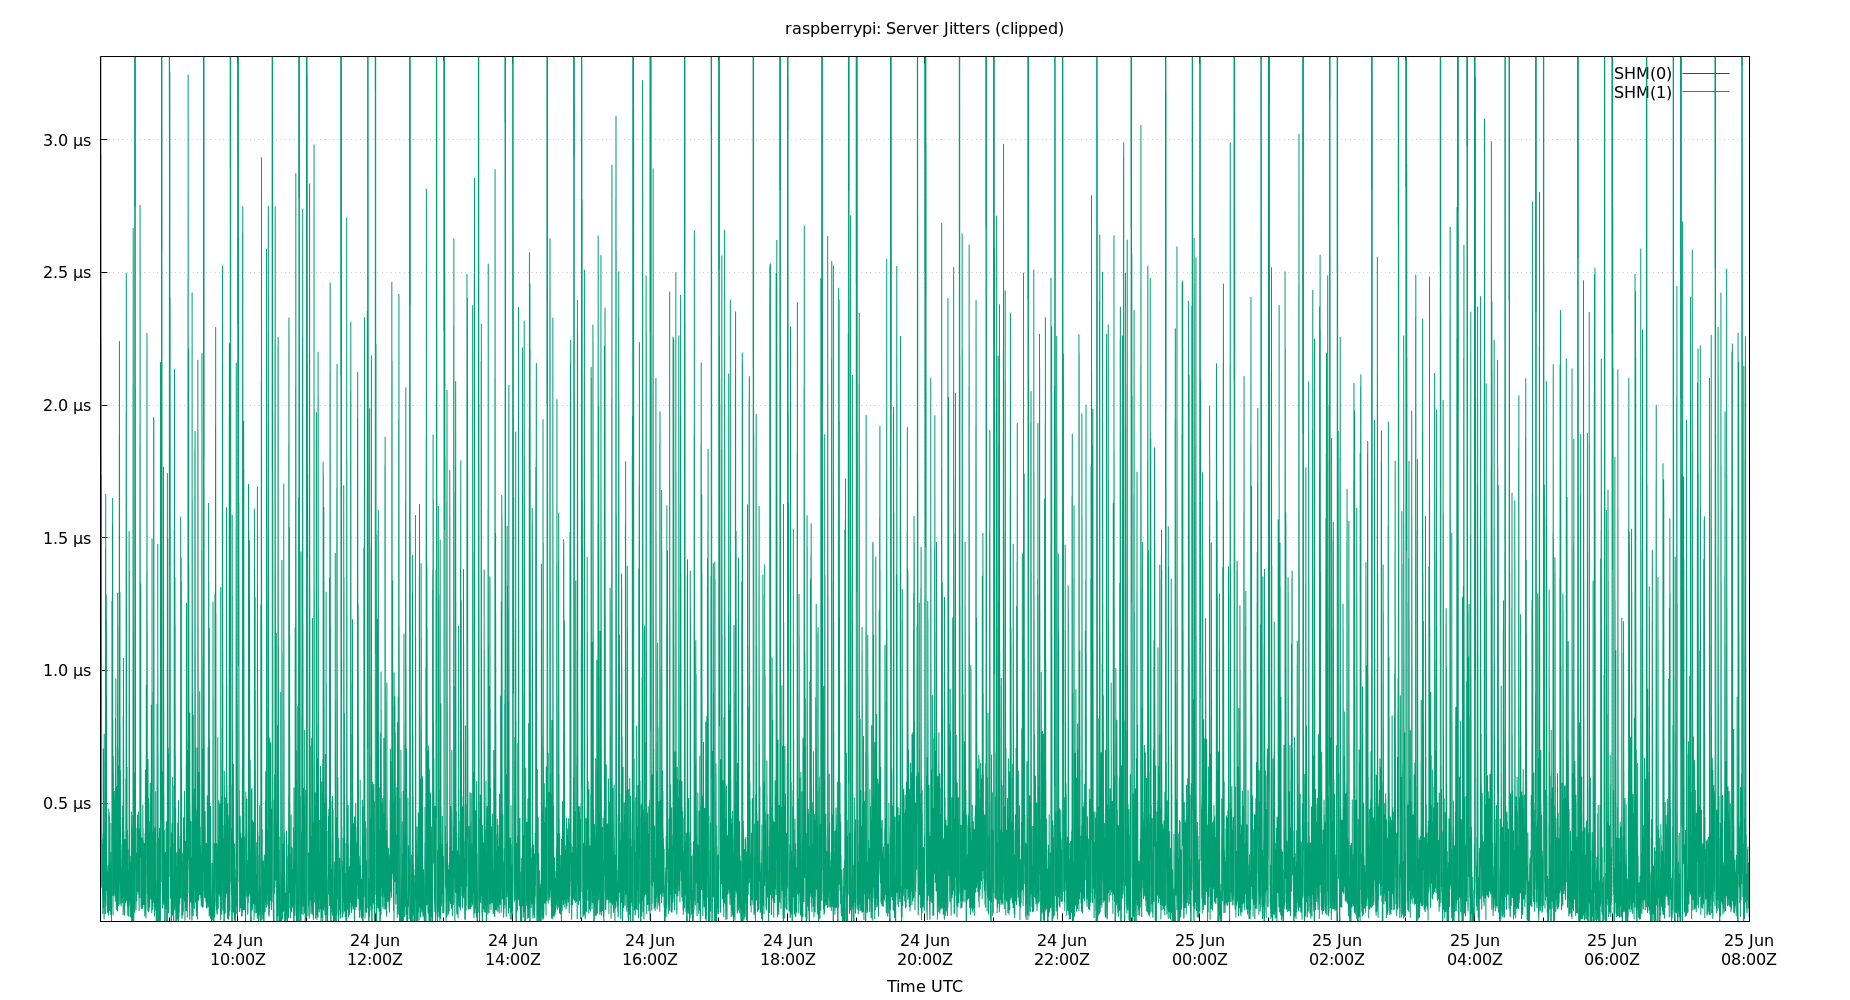 raspberrypi: Server Jitters (clipped)
SHM(0)
SHM(1)
3.0 µs
2.5 µs
2.0 µs
1.5 µs
1.0 µs
0.5 µs
24 Jun 24 Jun 24 Jun 24 Jun 24 Jun 24 Jun 24 Jun 25 Jun 25 Jun 25 Jun 25 Jun 25 Jun
10:00Z 12:00Z 14:00Z 16:00Z 18:00Z 20:00Z 22:00Z 00:00Z 02:00Z 04:00Z 06:00Z 08:00Z
Time UTC